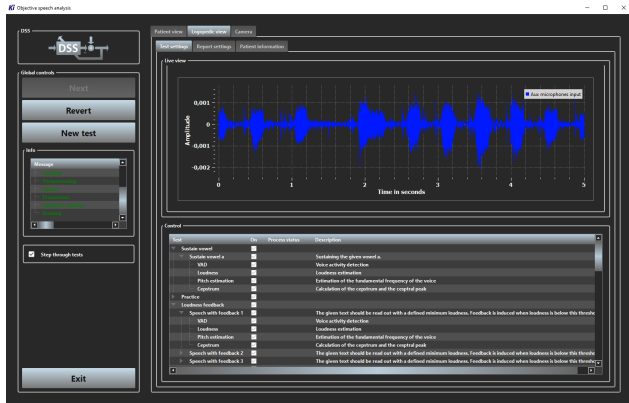 Objective speech analysis
DSS
DSS
Patient view Logopedic view Camera
Test settings Report settings Patient information
Global controls
Next
Revert
New test
Info
Message
Step through tests
Exit
Live view
Aux microphones input
Amplitude
0,001
0
-0,001
-0,002
0 1 2 3 4 5
Time in seconds
Control
Test On Process status Description
Sustain vowel
Sustain vowel a Sustaining the given vowel a.
VAD Voice activity detection
Loudness Loudness estimation
Pitch estimation Estimation of the fundamental frequency of the voice
Cepstrum Calculation of the cepstrum and the cesptral peak
Practice
Loudness feedback
Speech with feedback 1 The given text should be read out with a defined minimum loudness. Feedback is induced when loudness is below this thresho
VAD Voice activity detection
Loudness Loudness estimation
Pitch estimation Estimation of the fundamental frequency of the voice
Cepstrum Calculation of the cepstrum and the cesptral peak
Speech with feedback 2 The given text should be read out with a defined minimum loudness. Feedback is induced when loudness is below this thresho
Speech with feedback 3 The given text should be read out with a defined minimum loudness. Feedback is induced when loudness is below this thresho